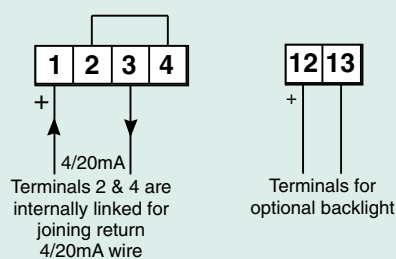 1 2 3 4
12 13
+
+
4/20mA
Terminals 2 & 4 are
internally linked for
joining return
4/20mA wire
Terminals for
optional backlight